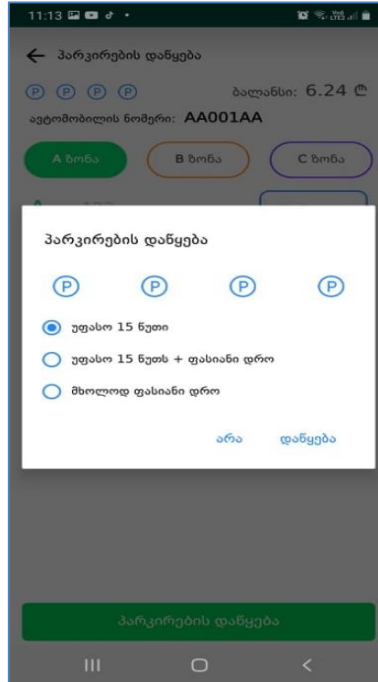 11:13
პარკირების დაწყება
P P P P ბალანსი: 6.24 ₾
ავტომობილის ნომერი: AA001AA
A ზონა B ზონა C ზონა
პარკირების დაწყება
P P P P
უფასო 15 წუთი
უფასო 15 წუთს + ფასიანი დრო
მხოლოდ ფასიანი დრო
არა დაწყება
პარკირების დაწყება